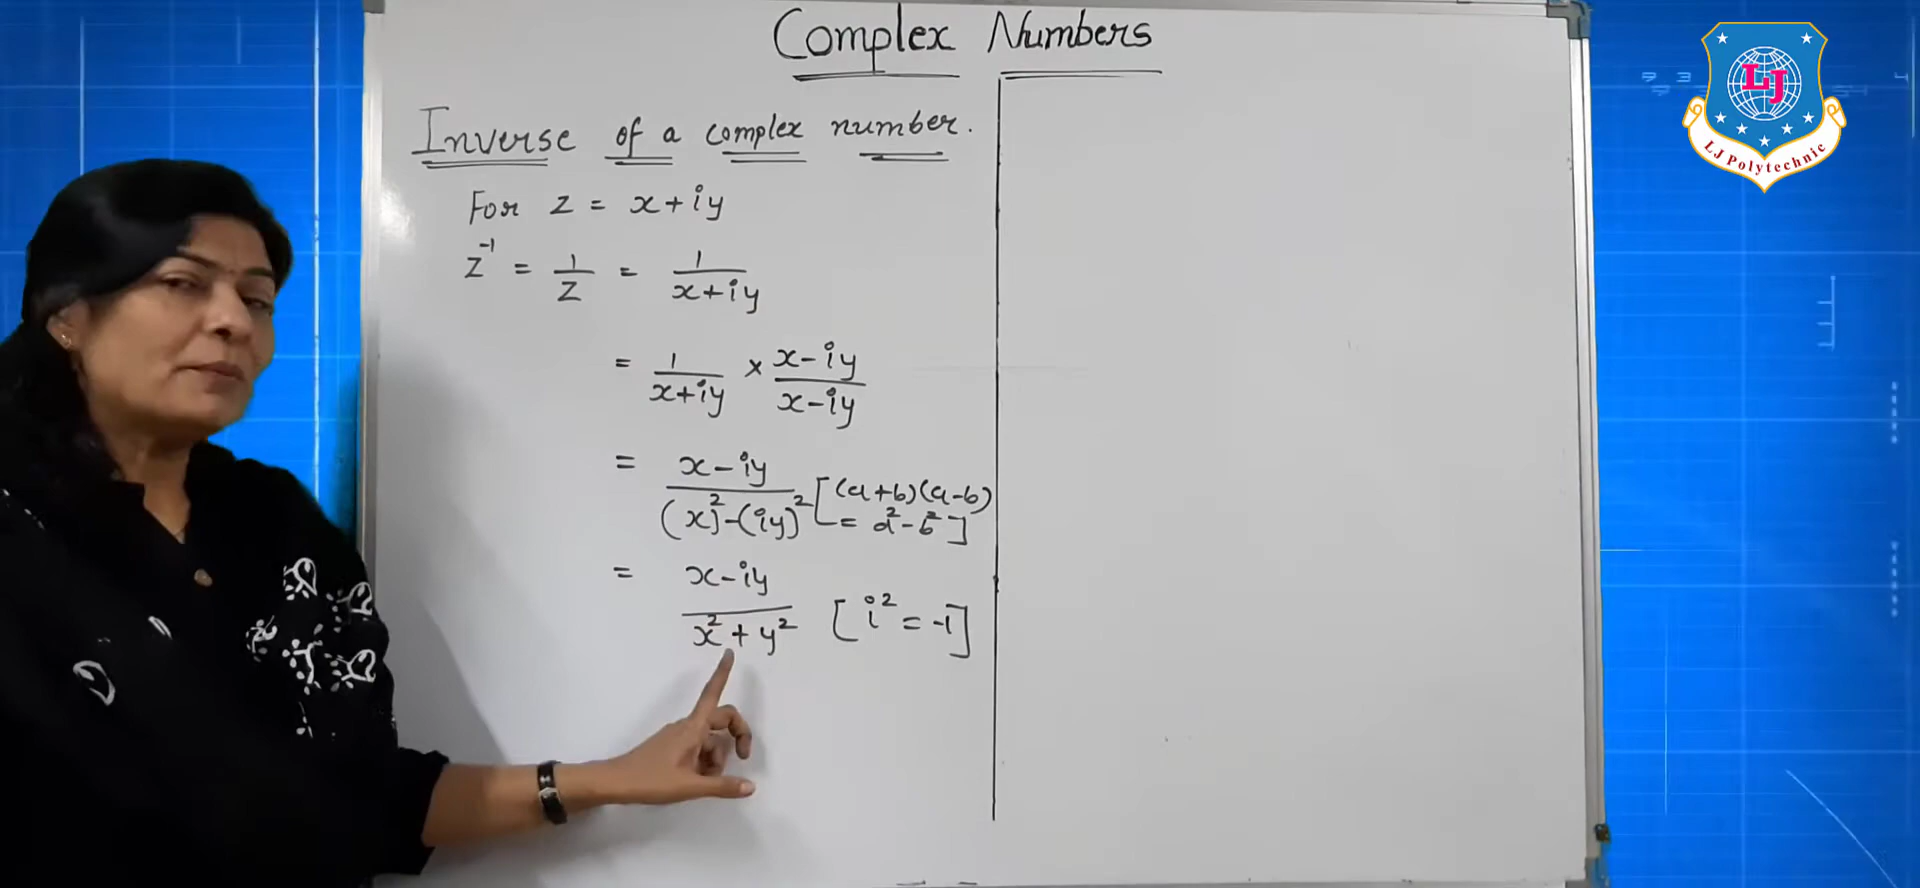 Complex Numbers
Inverse of a complex number.
For z = x+iy
z⁻¹ = 1/z = 1/(x+iy)
= 1/(x+iy) × (x-iy)/(x-iy)
= (x-iy)/((x)²-(iy)²) [(a+b)(a-b)
= a²-b²]
= (x-iy)/(x²+y²) [i² = -1]
LJ
LJ Polytechnic